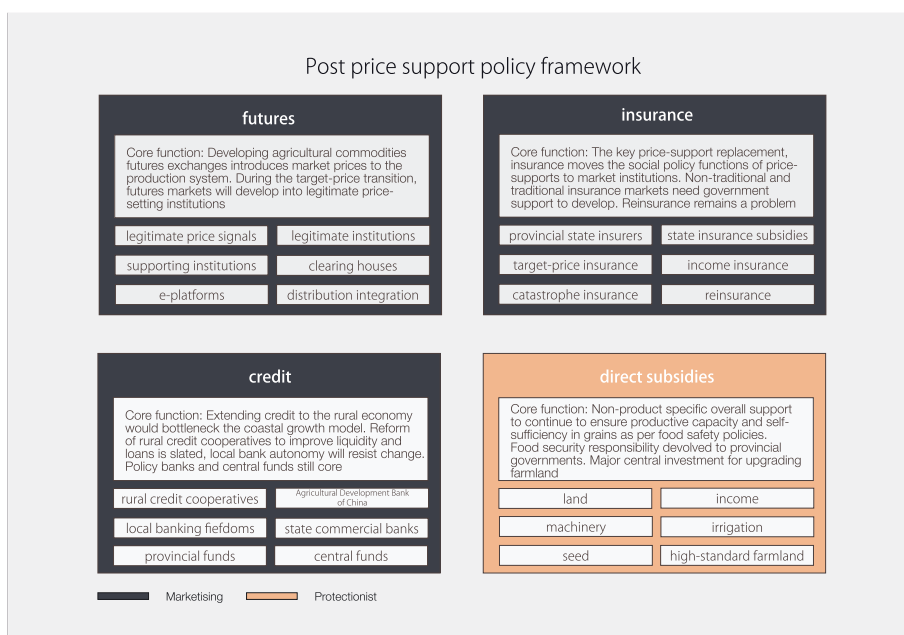 Post price support policy framework
futures
Core function: Developing agricultural commodities
futures exchanges introduces market prices to the
production system. During the target-price transition,
futures markets will develop into legitimate price-
setting institutions
legitimate price signals
legitimate institutions
supporting institutions
clearing houses
e-platforms
distribution integration
insurance
Core function: The key price-support replacement,
insurance moves the social policy functions of price-
supports to market institutions. Non-traditional and
traditional insurance markets need government
support to develop. Reinsurance remains a problem
provincial state insurers
state insurance subsidies
target-price insurance
income insurance
catastrophe insurance
reinsurance
credit
Core function: Extending credit to the rural economy
would bottleneck the coastal growth model. Reform
of rural credit cooperatives to improve liquidity and
loans is slated, local bank autonomy will resist change.
Policy banks and central funds still core
rural credit cooperatives
Agricultural Development Bank
of China
local banking fiefdoms
state commercial banks
provincial funds
central funds
direct subsidies
Core function: Non-product specific overall support
to continue to ensure productive capacity and self-
sufficiency in grains as per food safety policies.
Food security responsibility devolved to provincial
governments. Major central investment for upgrading
farmland
land
income
machinery
irrigation
seed
high-standard farmland
Marketising
Protectionist